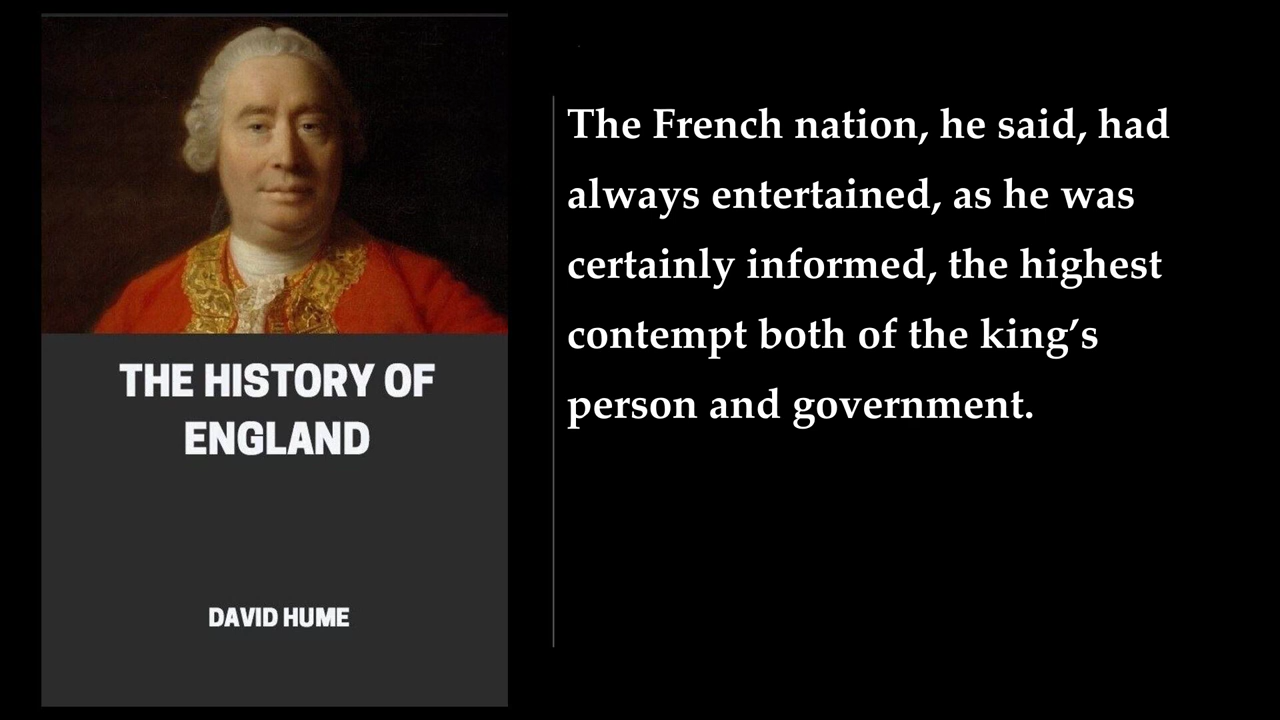 THE HISTORY OF
ENGLAND
DAVID HUME
The French nation, he said, had
always entertained, as he was
certainly informed, the highest
contempt both of the king’s
person and government.